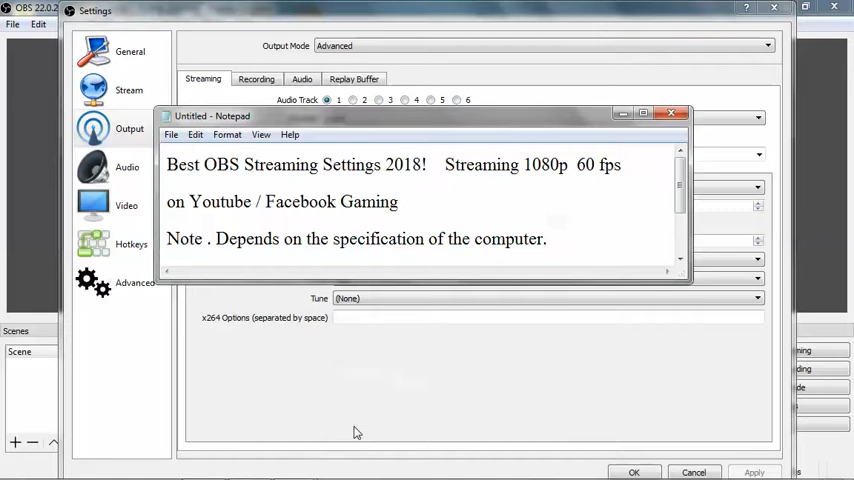 OBS 22.0.2
Settings
File Edit
General
Stream
Output
Audio
Video
Hotkeys
Advanced
Output Mode Advanced
Streaming Recording Audio Replay Buffer
Audio Track 1 2 3 4 5 6
Untitled - Notepad
File Edit Format View Help
Best OBS Streaming Settings 2018! Streaming 1080p 60 fps
on Youtube / Facebook Gaming
Note . Depends on the specification of the computer.
Tune (None)
x264 Options (separated by space)
Scenes
Scene
OK Cancel Apply